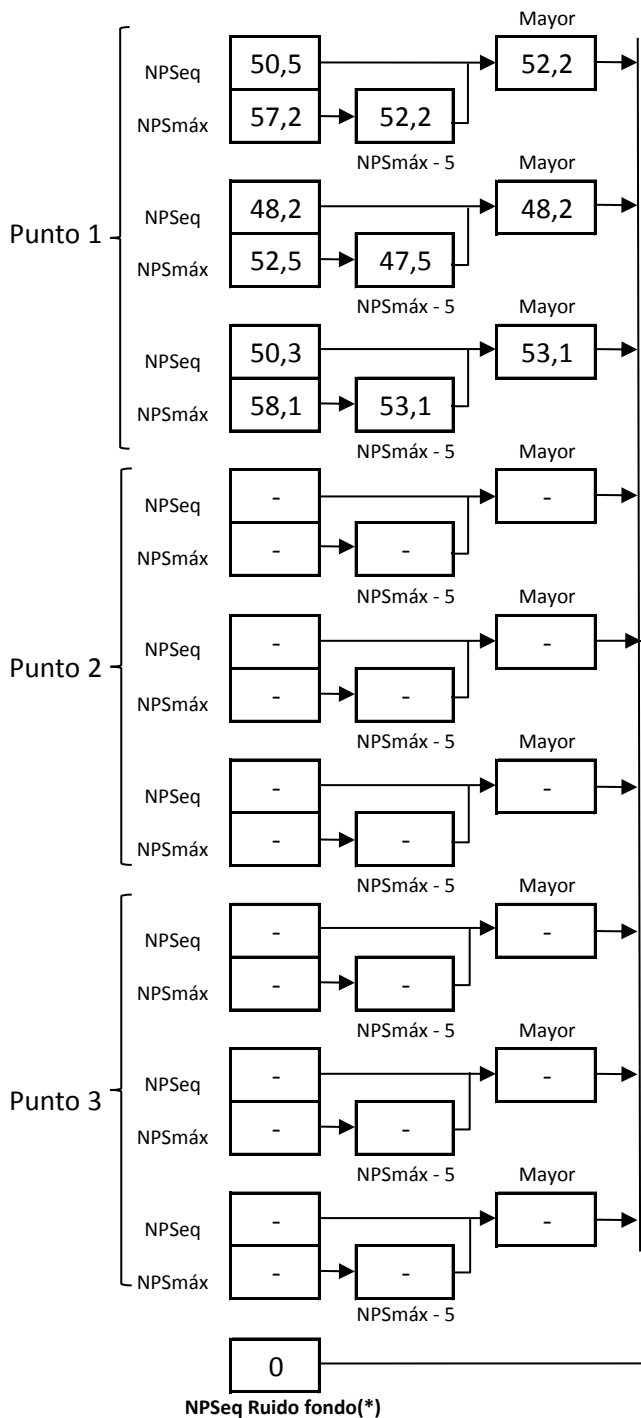 Mayor
NPSeq 50,5 52,2
NPSmáx 57,2 52,2
NPSmáx - 5
Mayor
Punto 1
NPSeq 48,2 48,2
NPSmáx 52,5 47,5
NPSmáx - 5
Mayor
NPSeq 50,3 53,1
NPSmáx 58,1 53,1
NPSmáx - 5
Mayor
NPSeq - -
NPSmáx - -
NPSmáx - 5
Mayor
Punto 2
NPSeq - -
NPSmáx - -
NPSmáx - 5
Mayor
NPSeq - -
NPSmáx - -
NPSmáx - 5
Mayor
NPSeq - -
NPSmáx - -
NPSmáx - 5
Mayor
Punto 3
NPSeq - -
NPSmáx - -
NPSmáx - 5
Mayor
NPSeq - -
NPSmáx - -
NPSmáx - 5
0
NPSeq Ruido fondo(*)